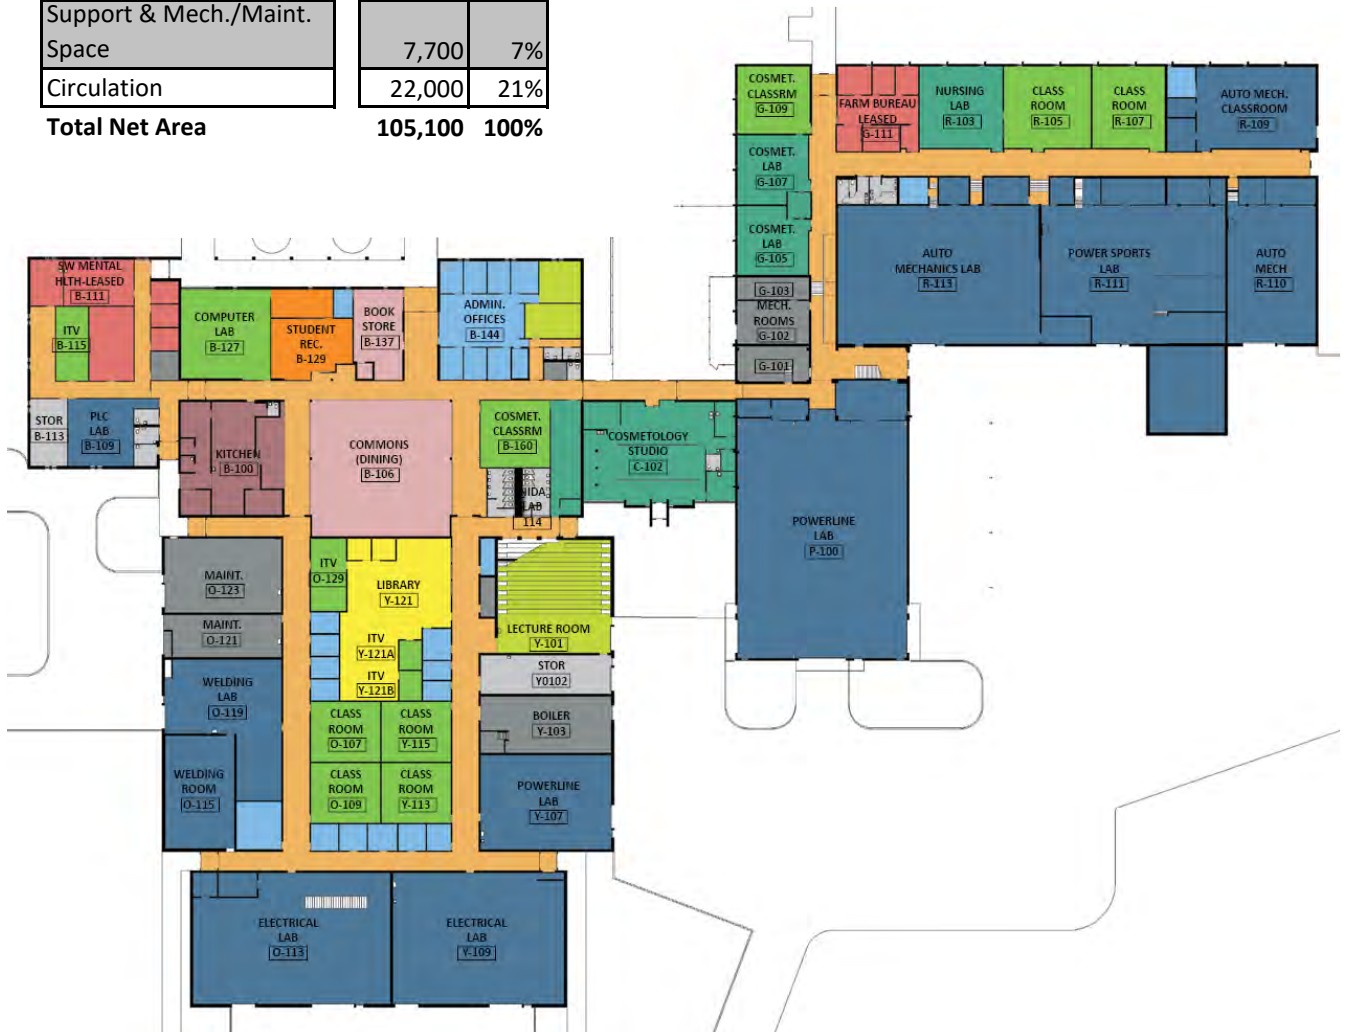 Support & Mech./Maint.
Space 7,700 7%
Circulation 22,000 21%
Total Net Area 105,100 100%
COSMET.
CLASSRM
G-109
FARM BUREAU
LEASED
G-111
NURSING
LAB
R-103
CLASS
ROOM
R-105
CLASS
ROOM
R-107
AUTO MECH.
CLASSROOM
R-109
COSMET.
LAB
G-107
COSMET.
LAB
G-105
G-103
MECH.
ROOMS
G-102
G-101
AUTO
MECHANICS LAB
R-113
POWER SPORTS
LAB
R-111
AUTO
MECH
R-110
SW MENTAL
HLTH-LEASED
B-111
ITV
B-115
COMPUTER
LAB
B-127
STUDENT
REC.
B-129
BOOK
STORE
B-137
ADMIN.
OFFICES
B-144
STOR
B-113
PLC
LAB
B-109
KITCHEN
B-100
COMMONS
(DINING)
B-106
COSMET.
CLASSRM
B-160
NIDA
LAB
114
COSMETOLOGY
STUDIO
C-102
POWERLINE
LAB
P-100
MAINT.
O-123
MAINT.
O-121
ITV
O-129
LIBRARY
Y-121
ITV
Y-121A
ITV
Y-121B
LECTURE ROOM
Y-101
STOR
Y0102
BOILER
Y-103
WELDING
LAB
O-119
WELDING
ROOM
O-115
CLASS
ROOM
O-107
CLASS
ROOM
Y-115
CLASS
ROOM
O-109
CLASS
ROOM
Y-113
POWERLINE
LAB
Y-107
ELECTRICAL
LAB
O-113
ELECTRICAL
LAB
Y-109